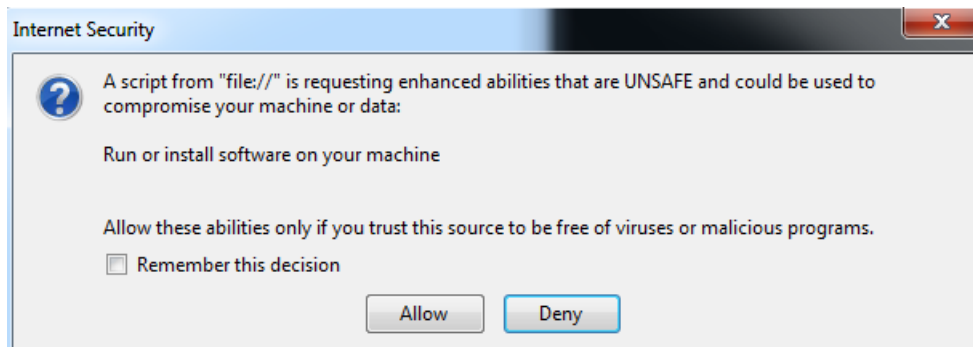 Internet Security
A script from "file://" is requesting enhanced abilities that are UNSAFE and could be used to
compromise your machine or data:
Run or install software on your machine
Allow these abilities only if you trust this source to be free of viruses or malicious programs.
Remember this decision
Allow Deny